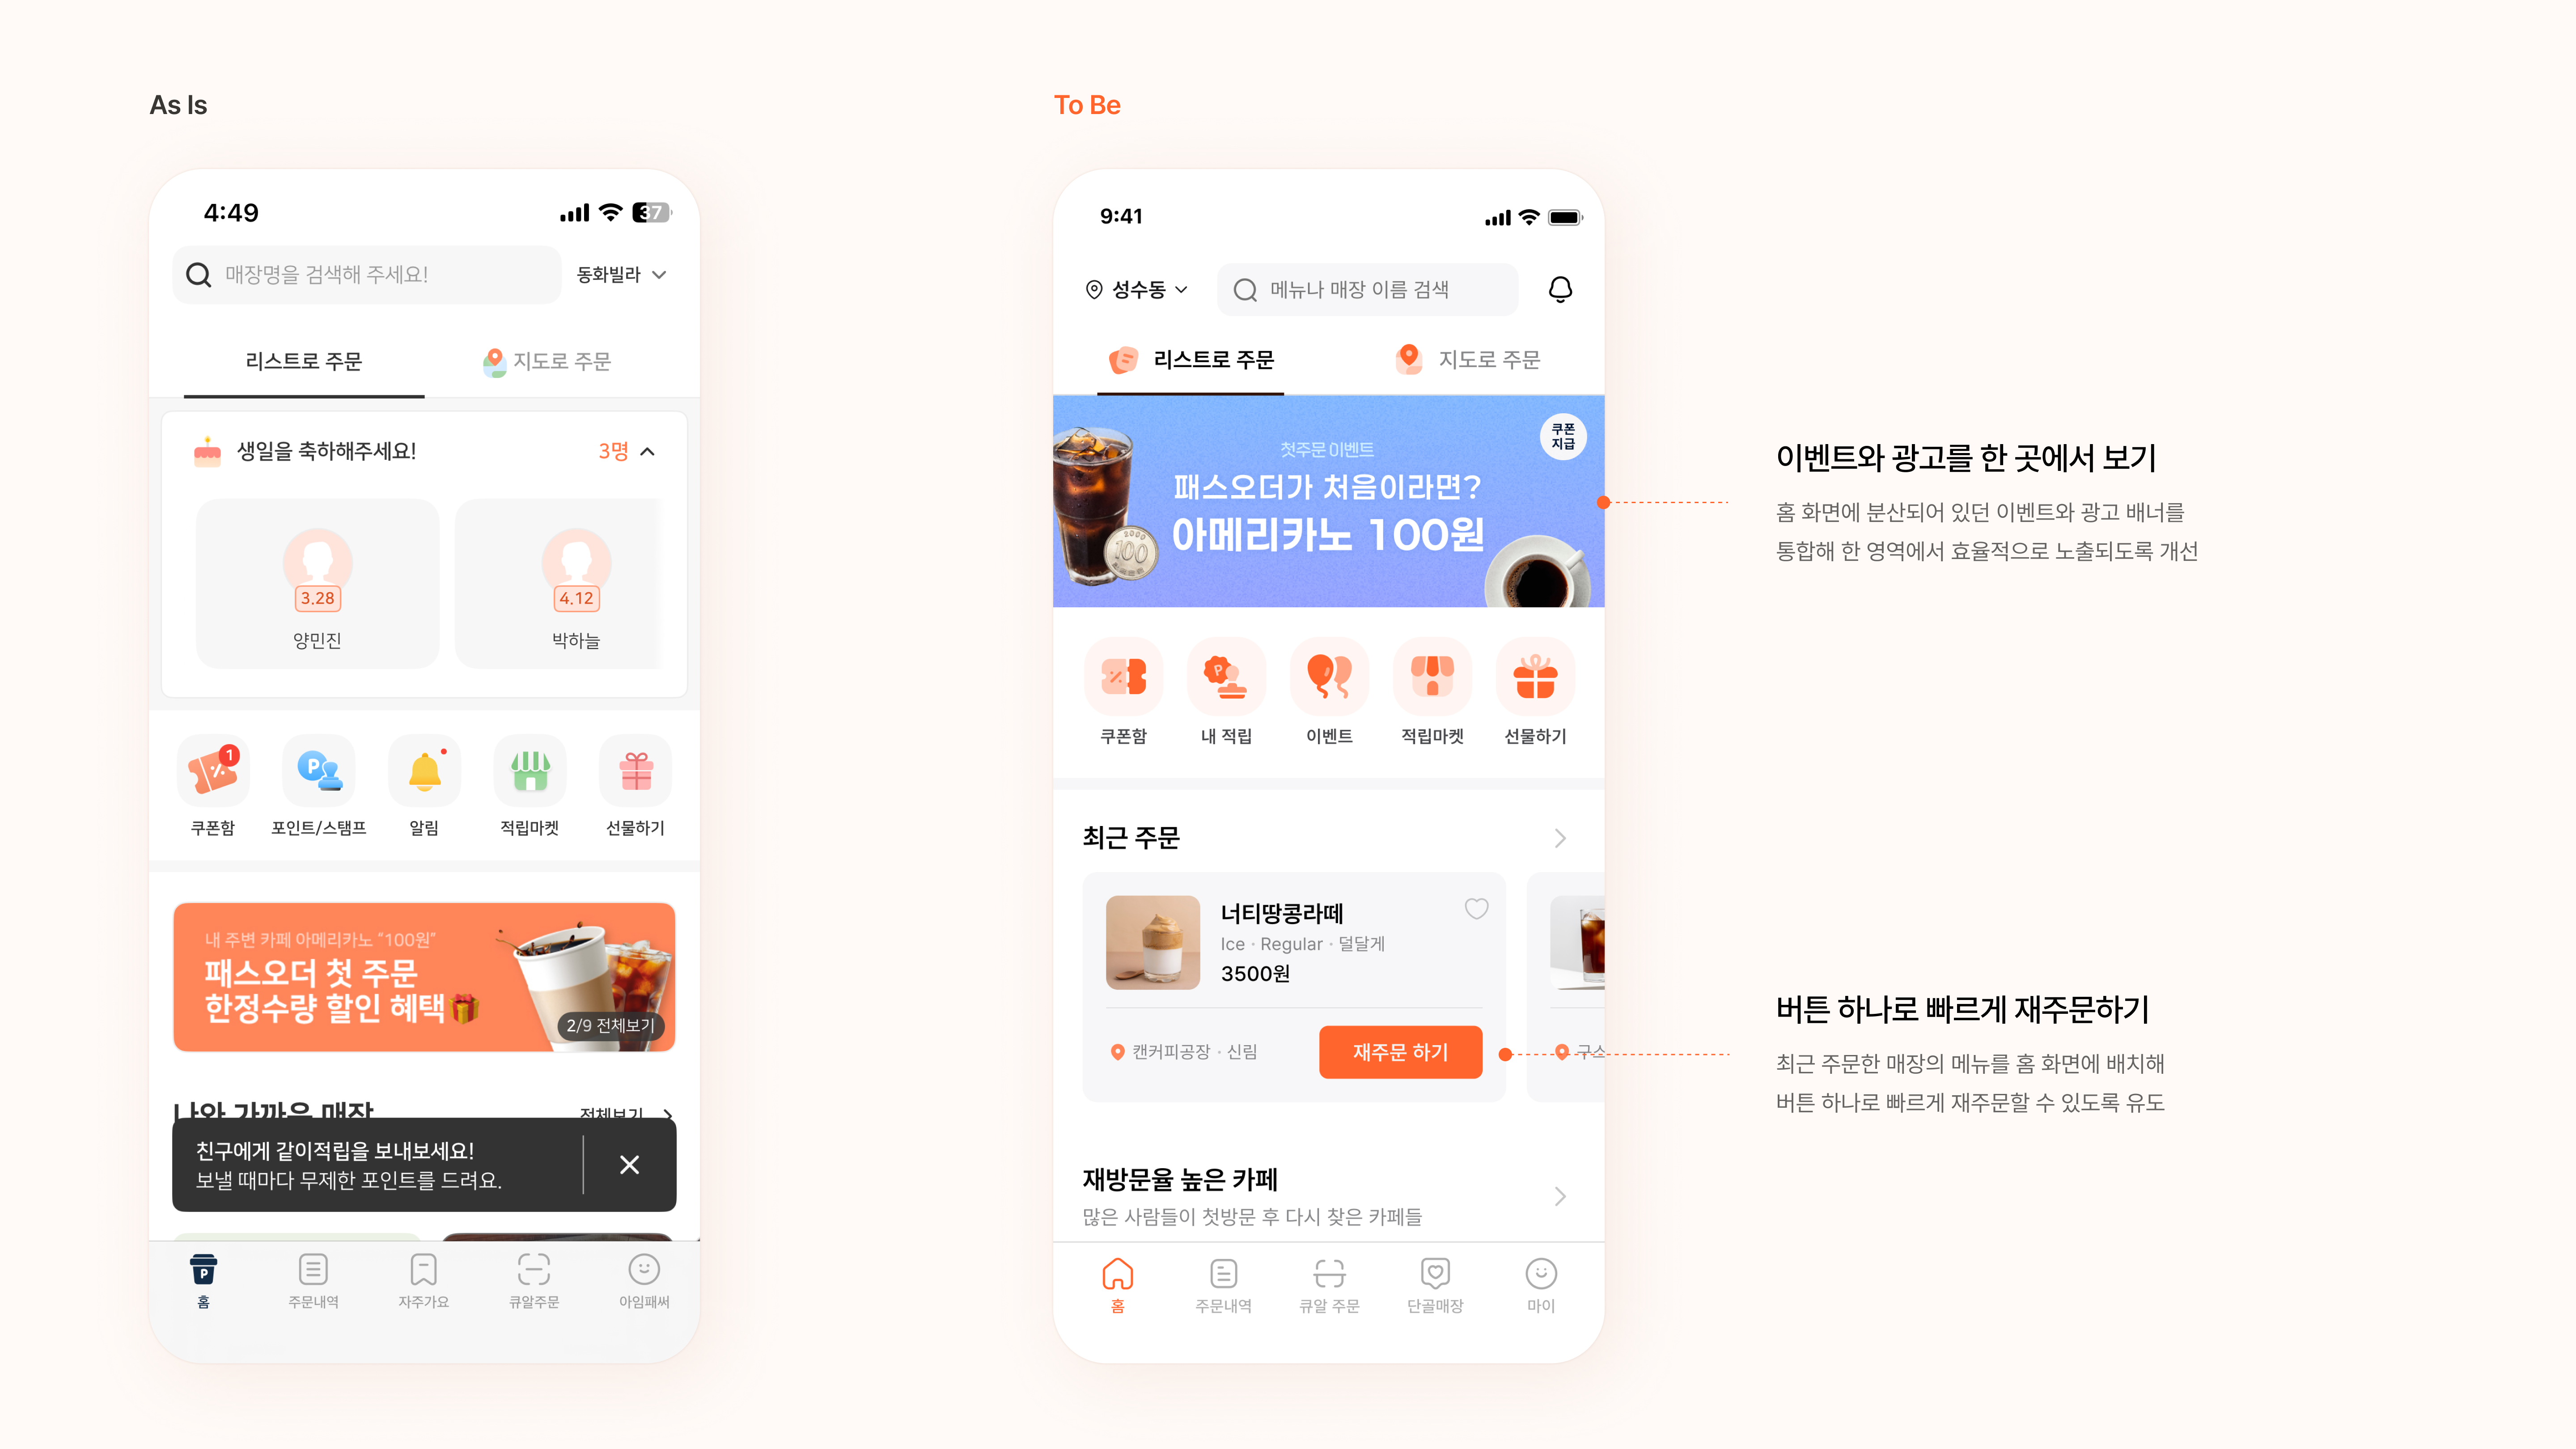 As Is
4:49
37
매장명을 검색해 주세요!
동화빌라
리스트로 주문
지도로 주문
생일을 축하해주세요!
3명
3.28
양민진
4.12
박하늘
1
P
쿠폰함
포인트/스탬프
알림
적립마켓
선물하기
내 주변 카페 아메리카노 “100원”
패스오더 첫 주문
한정수량 할인 혜택
2/9 전체보기
나와 가까운 매장
전체보기
친구에게 같이적립을 보내보세요!
보낼 때마다 무제한 포인트를 드려요.
P
홈
주문내역
자주가요
큐알주문
아임패써
To Be
9:41
성수동
메뉴나 매장 이름 검색
리스트로 주문
지도로 주문
쿠폰
지급
첫주문 이벤트
패스오더가 처음이라면?
아메리카노 100원
100
P
쿠폰함
내 적립
이벤트
적립마켓
선물하기
최근 주문
너티땅콩라떼
Ice • Regular • 덜달게
3500원
캔커피공장 • 신림
재주문 하기
구스
재방문율 높은 카페
많은 사람들이 첫방문 후 다시 찾은 카페들
홈
주문내역
큐알 주문
단골매장
마이
이벤트와 광고를 한 곳에서 보기
홈 화면에 분산되어 있던 이벤트와 광고 배너를
통합해 한 영역에서 효율적으로 노출되도록 개선
버튼 하나로 빠르게 재주문하기
최근 주문한 매장의 메뉴를 홈 화면에 배치해
버튼 하나로 빠르게 재주문할 수 있도록 유도